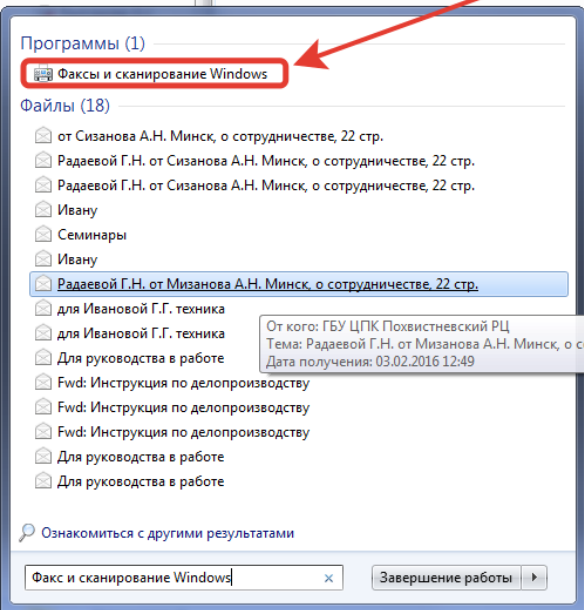 Программы (1)
Факсы и сканирование Windows
Файлы (18)
от Сизанова А.Н. Минск, о сотрудничестве, 22 стр.
Радаевой Г.Н. от Сизанова А.Н. Минск, о сотрудничестве, 22 стр.
Радаевой Г.Н. от Сизанова А.Н. Минск, о сотрудничестве, 22 стр.
Ивану
Семинары
Ивану
Радаевой Г.Н. от Мизанова А.Н. Минск, о сотрудничестве, 22 стр.
для Ивановой Г.Г. техника
для Ивановой Г.Г. техника
От кого: ГБУ ЦПК Похвистневский РЦ
Тема: Радаевой Г.Н. от Мизанова А.Н. Минск, о
Дата получения: 03.02.2016 12:49
Для руководства в работе
Fwd: Инструкция по делопроизводству
Fwd: Инструкция по делопроизводству
Fwd: Инструкция по делопроизводству
Для руководства в работе
Для руководства в работе
Ознакомиться с другими результатами
Факс и сканирование Windows
Завершение работы